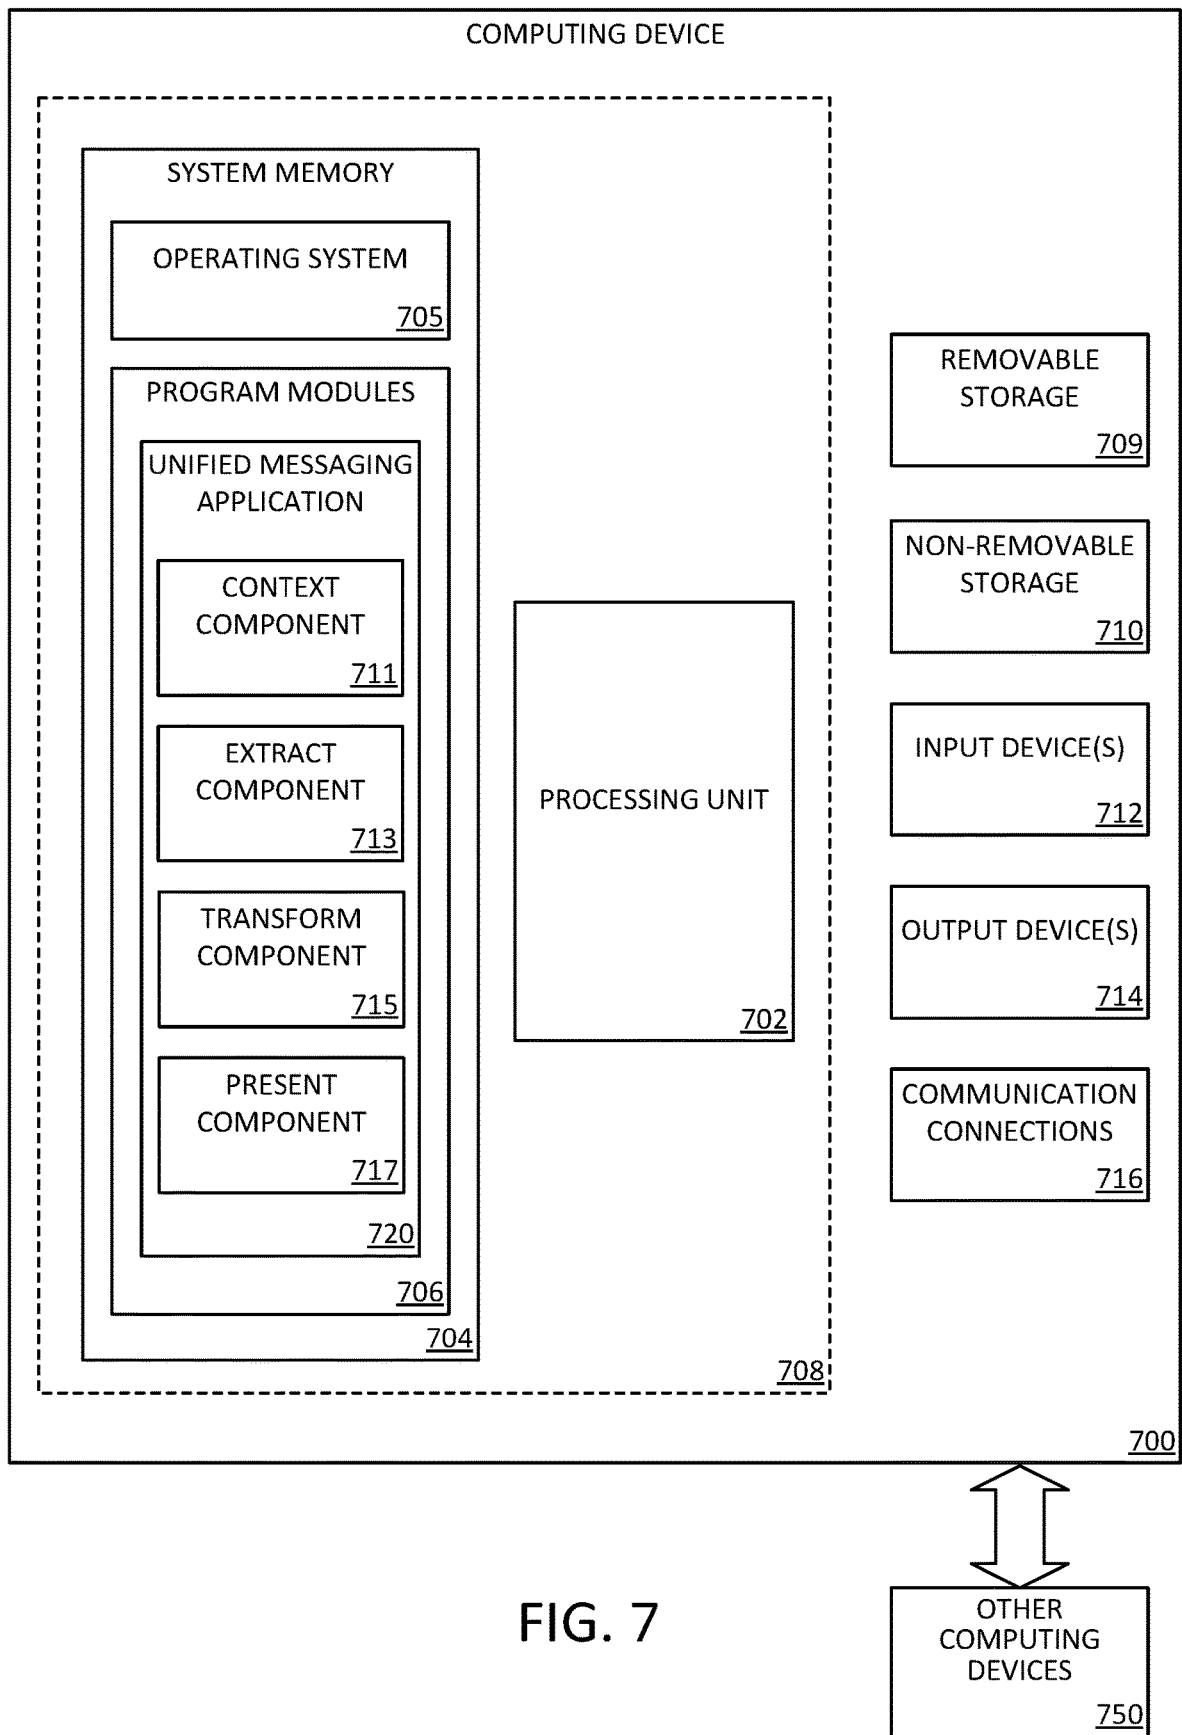 COMPUTING DEVICE
SYSTEM MEMORY
OPERATING SYSTEM
705
PROGRAM MODULES
UNIFIED MESSAGING
APPLICATION
CONTEXT
COMPONENT
711
EXTRACT
COMPONENT
713
TRANSFORM
COMPONENT
715
PRESENT
COMPONENT
717
720
706
704
PROCESSING UNIT
702
708
REMOVABLE
STORAGE
709
NON-REMOVABLE
STORAGE
710
INPUT DEVICE(S)
712
OUTPUT DEVICE(S)
714
COMMUNICATION
CONNECTIONS
716
700
OTHER
COMPUTING
DEVICES
750
FIG. 7